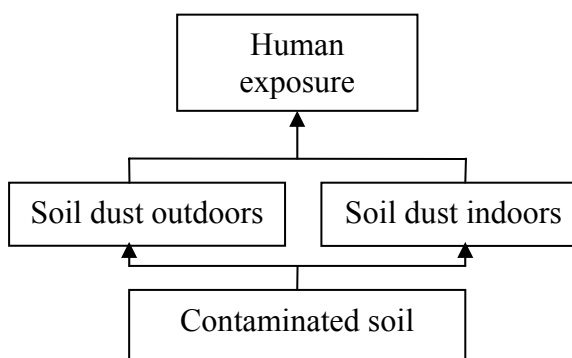 Human
exposure
Soil dust outdoors
Soil dust indoors
Contaminated soil